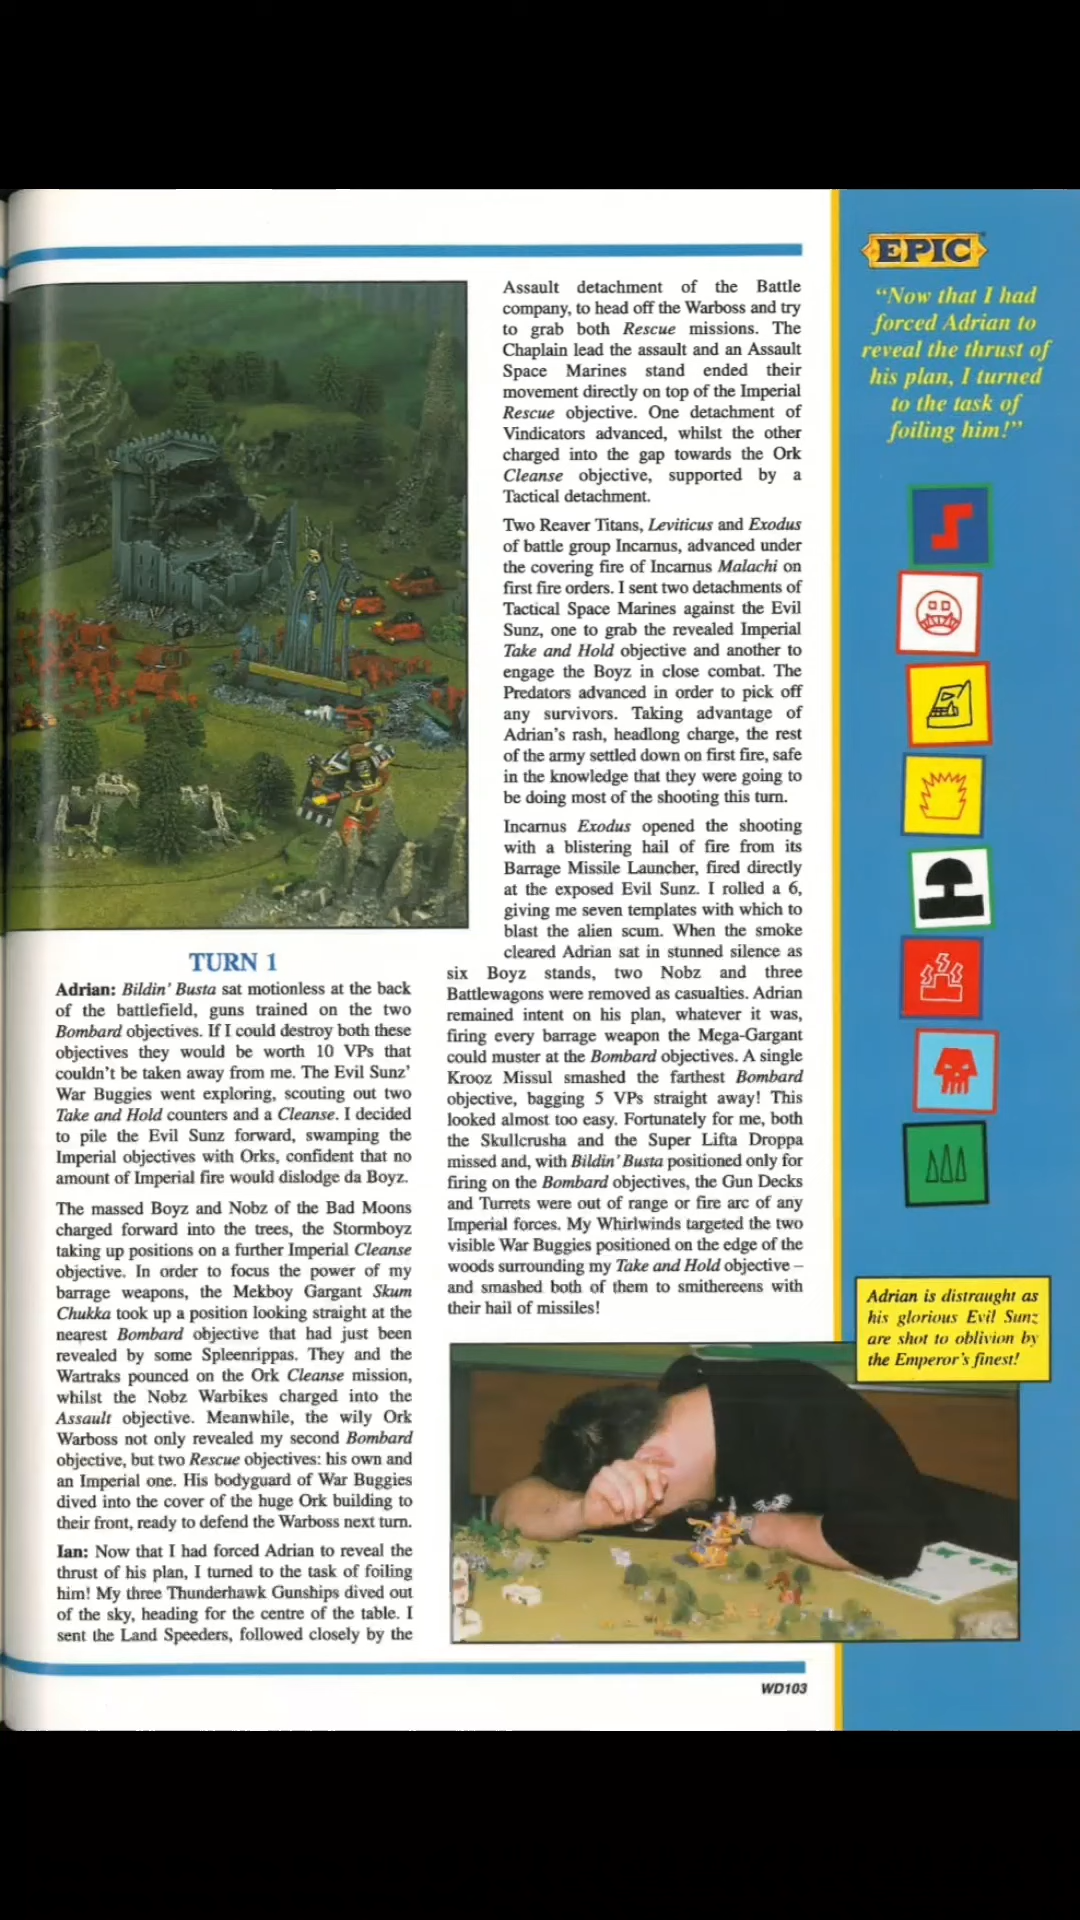 EPIC
"Now that I had
forced Adrian to
reveal the thrust of
his plan, I turned
to the task of
foiling him!"
TURN 1
Adrian: Bildin' Busta sat motionless at the back
of the battlefield, guns trained on the two
Bombard objectives. If I could destroy both these
objectives they would be worth 10 VPs that
couldn't be taken away from me. The Evil Sunz'
War Buggies went exploring, scouting out two
Take and Hold counters and a Cleanse. I decided
to pile the Evil Sunz forward, swamping the
Imperial objectives with Orks, confident that no
amount of Imperial fire would dislodge da Boyz.
The massed Boyz and Nobz of the Bad Moons
charged forward into the trees, the Stormboyz
taking up positions on a further Imperial Cleanse
objective. In order to focus the power of my
barrage weapons, the Mekboy Gargant Skum
Chukka took up a position looking straight at the
nearest Bombard objective that had just been
revealed by some Spleenrippas. They and the
Wartraks pounced on the Ork Cleanse mission,
whilst the Nobz Warbikes charged into the
Assault objective. Meanwhile, the wily Ork
Warboss not only revealed my second Bombard
objective, but two Rescue objectives: his own and
an Imperial one. His bodyguard of War Buggies
dived into the cover of the huge Ork building to
their front, ready to defend the Warboss next turn.
Ian: Now that I had forced Adrian to reveal the
thrust of his plan, I turned to the task of foiling
him! My three Thunderhawk Gunships dived out
of the sky, heading for the centre of the table. I
sent the Land Speeders, followed closely by the
Assault detachment of the Battle
company, to head off the Warboss and try
to grab both Rescue missions. The
Chaplain lead the assault and an Assault
Space Marines stand ended their
movement directly on top of the Imperial
Rescue objective. One detachment of
Vindicators advanced, whilst the other
charged into the gap towards the Ork
Cleanse objective, supported by a
Tactical detachment.
Two Reaver Titans, Leviticus and Exodus
of battle group Incarnus, advanced under
the covering fire of Incarnus Malachi on
first fire orders. I sent two detachments of
Tactical Space Marines against the Evil
Sunz, one to grab the revealed Imperial
Take and Hold objective and another to
engage the Boyz in close combat. The
Predators advanced in order to pick off
any survivors. Taking advantage of
Adrian's rash, headlong charge, the rest
of the army settled down on first fire, safe
in the knowledge that they were going to
be doing most of the shooting this turn.
Incarnus Exodus opened the shooting
with a blistering hail of fire from its
Barrage Missile Launcher, fired directly
at the exposed Evil Sunz. I rolled a 6,
giving me seven templates with which to
blast the alien scum. When the smoke
cleared Adrian sat in stunned silence as
six Boyz stands, two Nobz and three
Battlewagons were removed as casualties. Adrian
remained intent on his plan, whatever it was,
firing every barrage weapon the Mega-Gargant
could muster at the Bombard objectives. A single
Krooz Missul smashed the farthest Bombard
objective, bagging 5 VPs straight away! This
looked almost too easy. Fortunately for me, both
the Skullcrusha and the Super Lifta Droppa
missed and, with Bildin' Busta positioned only for
firing on the Bombard objectives, the Gun Decks
and Turrets were out of range or fire arc of any
Imperial forces. My Whirlwinds targeted the two
visible War Buggies positioned on the edge of the
woods surrounding my Take and Hold objective –
and smashed both of them to smithereens with
their hail of missiles!
Adrian is distraught as
his glorious Evil Sunz
are shot to oblivion by
the Emperor's finest!
WD103